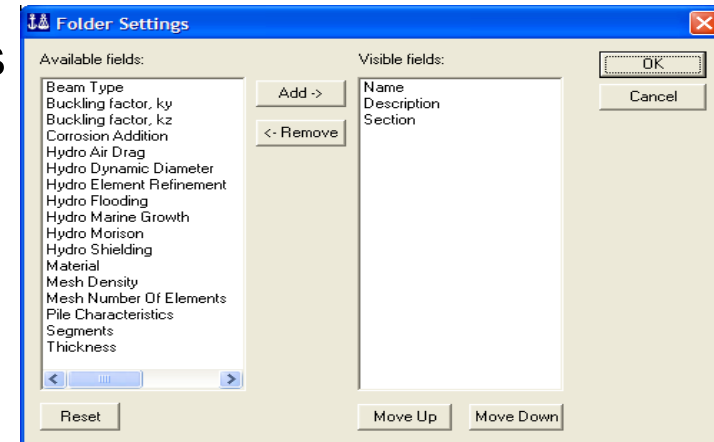 Folder Settings
s
Available fields:
Beam Type
Buckling factor, ky
Buckling factor, kz
Corrosion Addition
Hydro Air Drag
Hydro Dynamic Diameter
Hydro Element Refinement
Hydro Flooding
Hydro Marine Growth
Hydro Morison
Hydro Shielding
Material
Mesh Density
Mesh Number Of Elements
Pile Characteristics
Segments
Thickness
Reset
Add ->
<- Remove
Visible fields:
Name
Description
Section
Move Up
Move Down
OK
Cancel